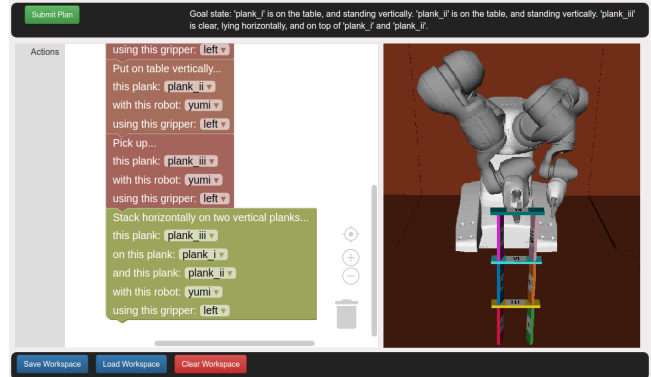 Submit Plan
Goal state: 'plank_i' is on the table, and standing vertically. 'plank_ii' is on the table, and standing vertically. 'plank_iii'
is clear, lying horizontally, and on top of 'plank_i' and 'plank_ii'.
Actions
using this gripper: left
Put on table vertically...
this plank: plank_ii
with this robot: yumi
using this gripper: left
Pick up...
this plank: plank_iii
with this robot: yumi
using this gripper: left
Stack horizontally on two vertical planks...
this plank: plank_iii
on this plank: plank_i
and this plank: plank_ii
with this robot: yumi
using this gripper: left
Save Workspace
Load Workspace
Clear Workspace